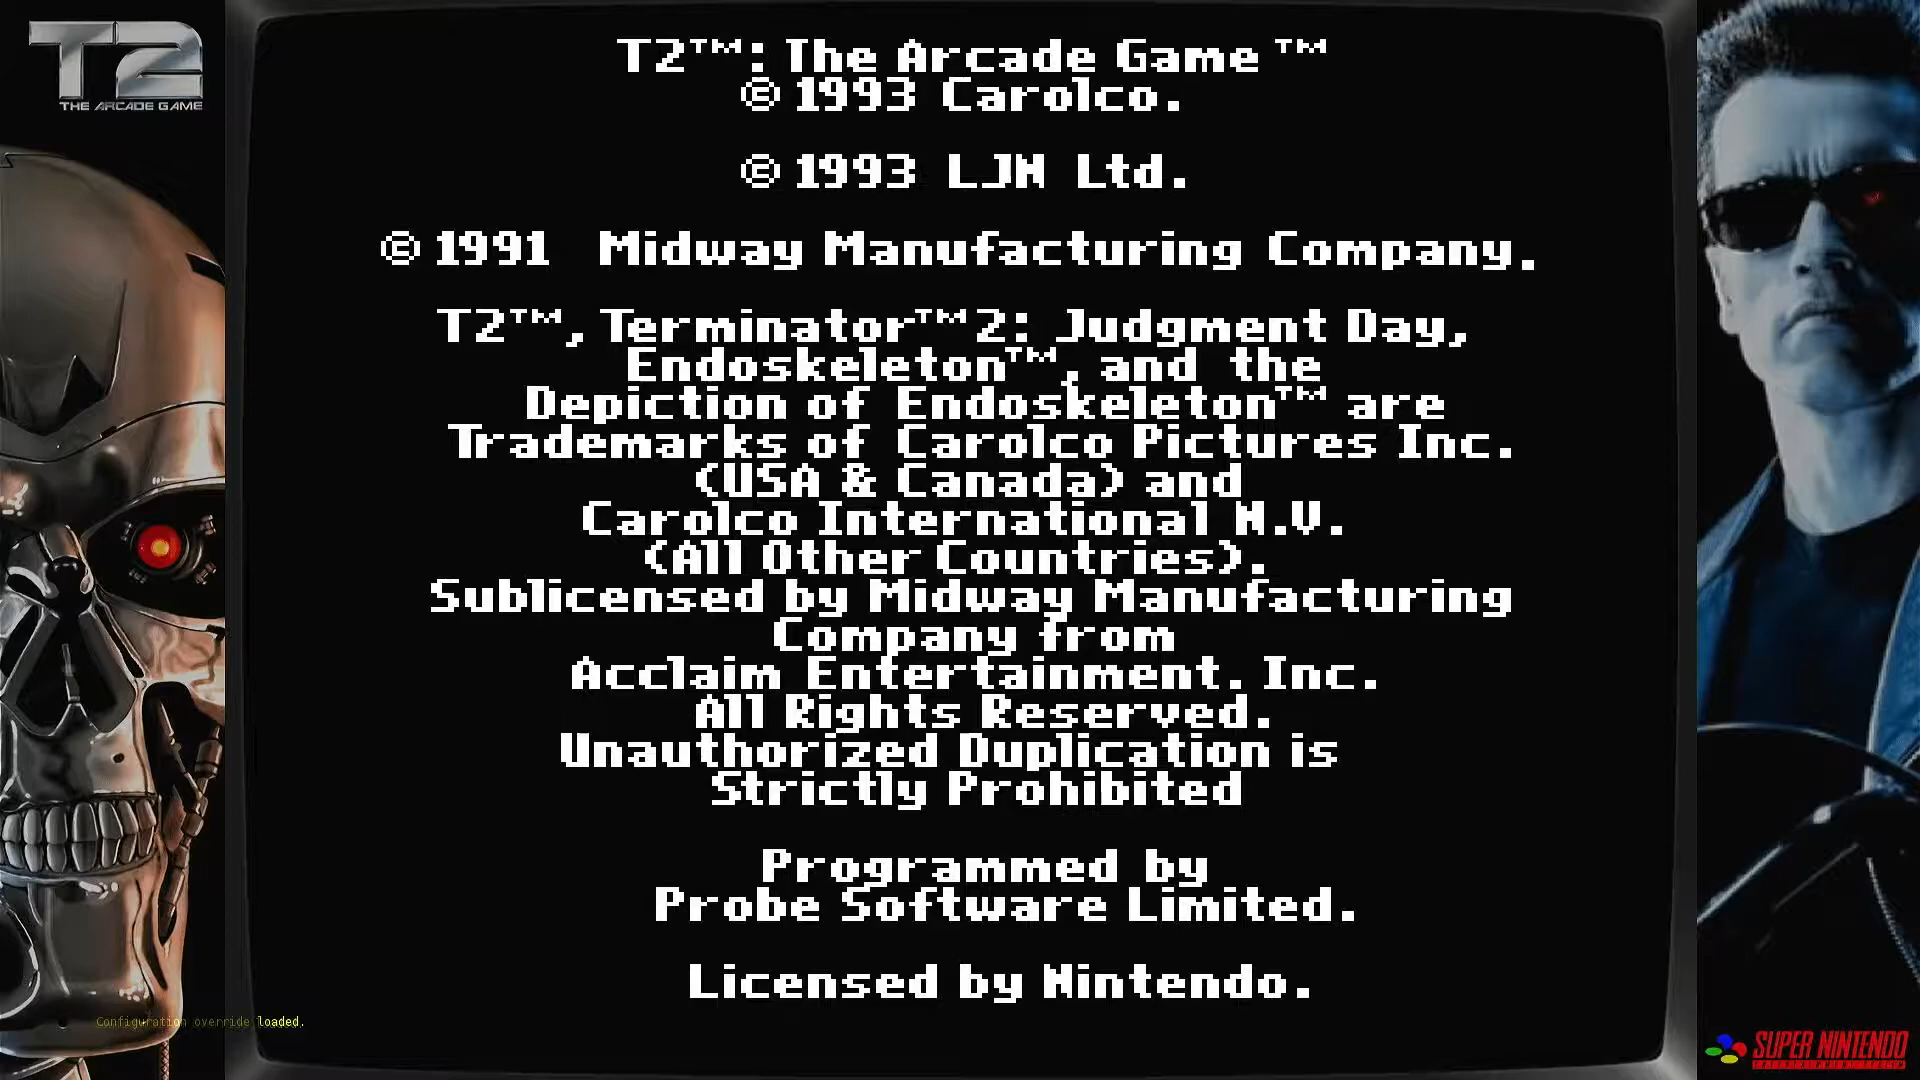 T2
THE ARCADE GAME
T2™: The Arcade Game ™
© 1993 Carolco.
© 1993 LJN Ltd.
© 1991 Midway Manufacturing Company.
T2™, Terminator™2: Judgment Day,
Endoskeleton™, and the
Depiction of Endoskeleton™ are
Trademarks of Carolco Pictures Inc.
(USA & Canada) and
Carolco International N.V.
(All Other Countries).
Sublicensed by Midway Manufacturing
Company from
Acclaim Entertainment. Inc.
All Rights Reserved.
Unauthorized Duplication is
Strictly Prohibited
Programmed by
Probe Software Limited.
Licensed by Nintendo.
Configuration override loaded.
SUPER NINTENDO